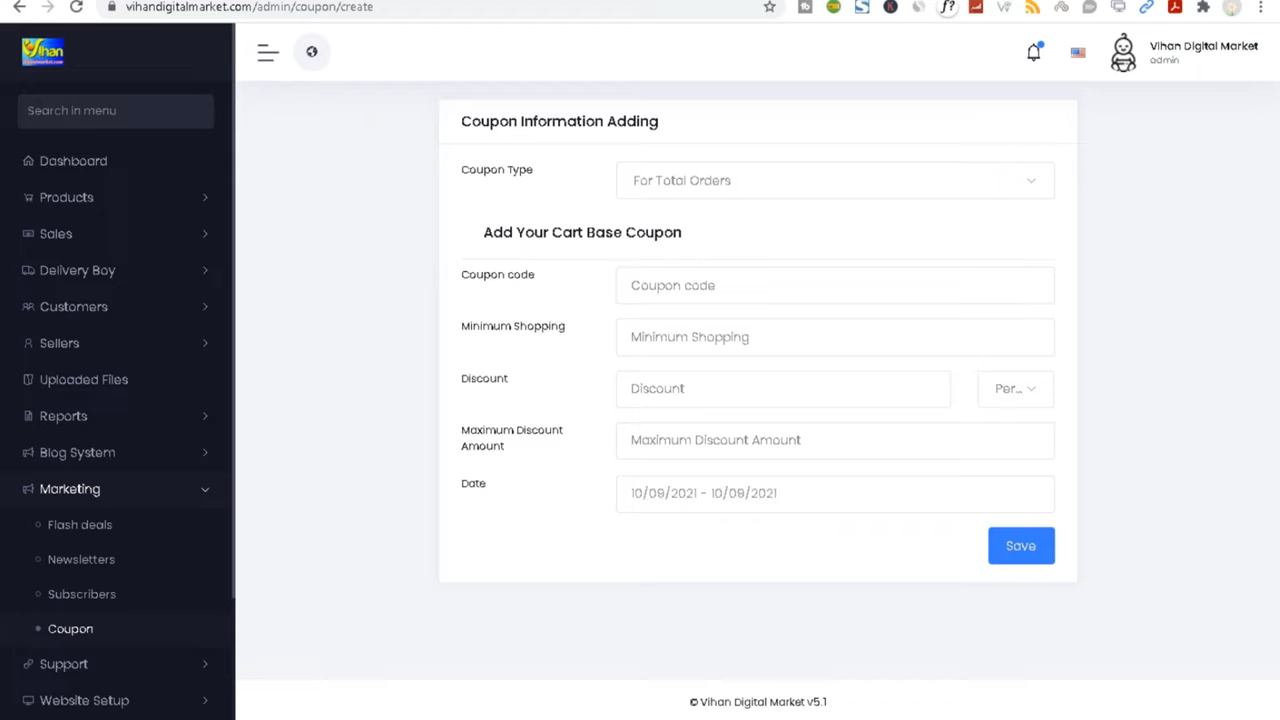 vihandigitalmarket.com/admin/coupon/create
Vihan
Search in menu
Dashboard
Products
Sales
Delivery Boy
Customers
Sellers
Uploaded Files
Reports
Blog System
Marketing
Flash deals
Newsletters
Subscribers
Coupon
Support
Website Setup
Vihan Digital Market
admin
Coupon Information Adding
Coupon Type
For Total Orders
Add Your Cart Base Coupon
Coupon code
Coupon code
Minimum Shopping
Minimum Shopping
Discount
Discount
Per...
Maximum Discount
Amount
Maximum Discount Amount
Date
10/09/2021 - 10/09/2021
Save
© Vihan Digital Market v5.1